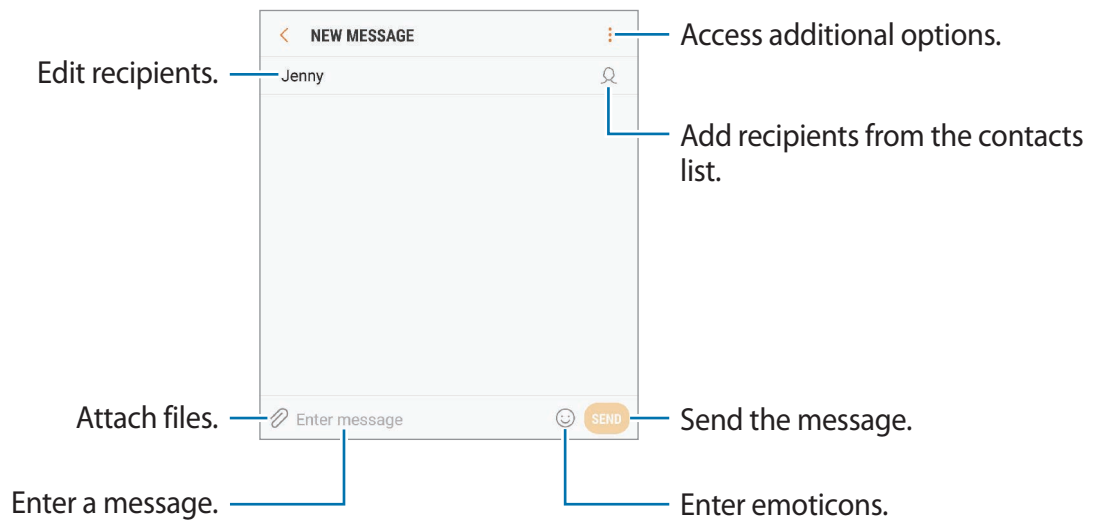 NEW MESSAGE
Access additional options.
Edit recipients.
Jenny
Add recipients from the contacts
list.
Attach files.
Enter message
SEND
Send the message.
Enter a message.
Enter emoticons.